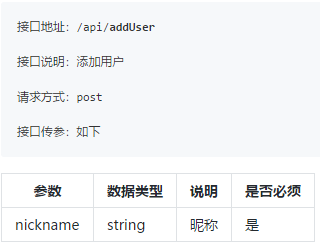 接口地址：/api/addUser
接口说明：添加用户
请求方式：post
接口传参：如下
参数 数据类型 说明 是否必须
nickname string 昵称 是